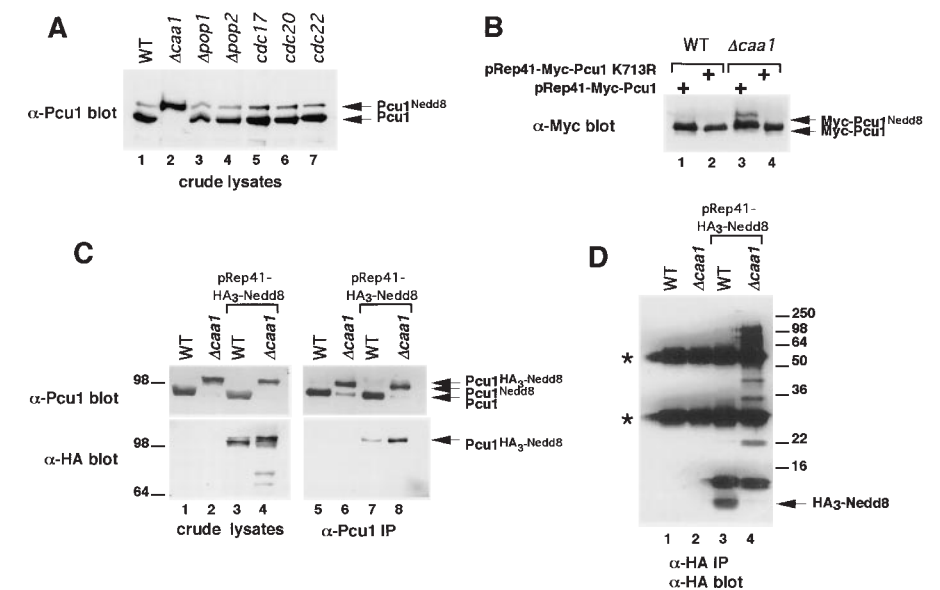 A
WT
Δcaa1
Δpop1
Δpop2
cdc17
cdc20
cdc22
α-Pcu1 blot
Pcu1Nedd8
Pcu1
1 2 3 4 5 6 7
crude lysates
B
WT Δcaa1
pRep41-Myc-Pcu1 K713R + +
pRep41-Myc-Pcu1 + +
α-Myc blot
Myc-Pcu1Nedd8
Myc-Pcu1
1 2 3 4
C
pRep41-
HA3-Nedd8
WT
Δcaa1
WT
Δcaa1
pRep41-
HA3-Nedd8
WT
Δcaa1
WT
Δcaa1
α-Pcu1 blot
98
Pcu1HA3-Nedd8
Pcu1Nedd8
Pcu1
α-HA blot
98
64
Pcu1HA3-Nedd8
1 2 3 4 5 6 7 8
crude lysates α-Pcu1 IP
D
pRep41-
HA3-Nedd8
WT
Δcaa1
WT
Δcaa1
250
98
64
50
36
22
16
*
*
HA3-Nedd8
1 2 3 4
α-HA IP
α-HA blot